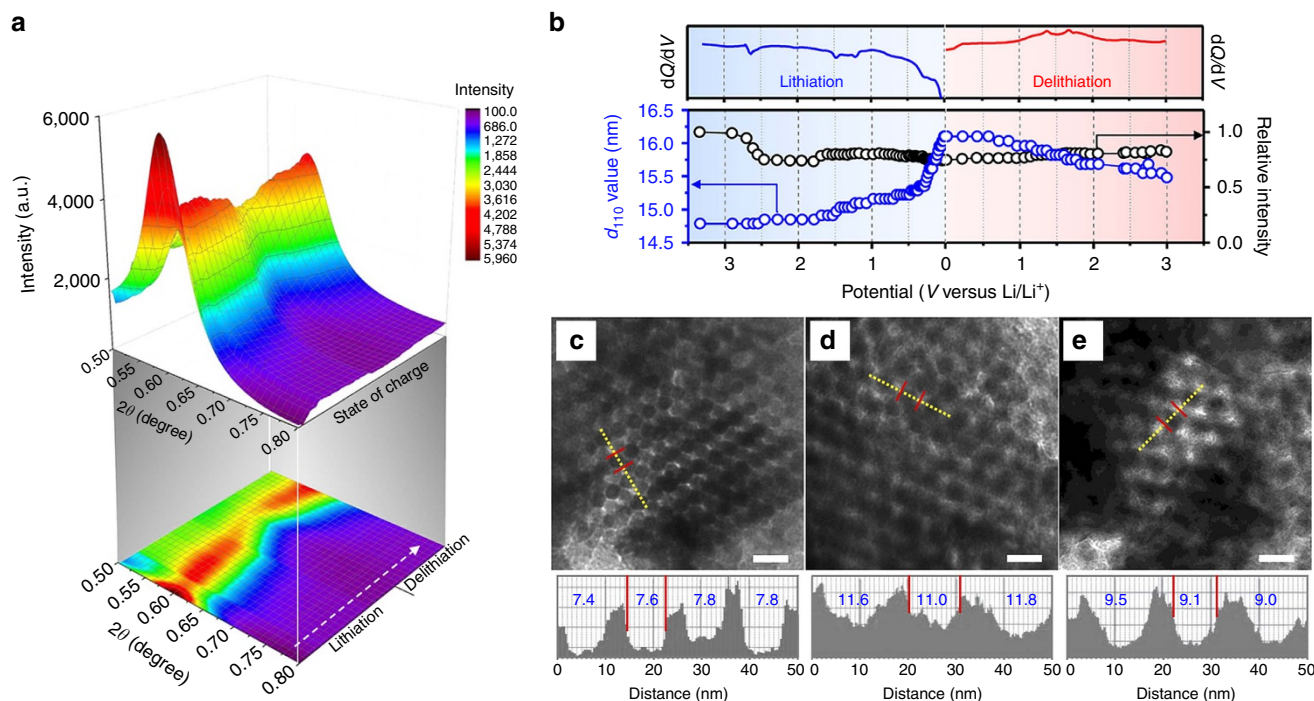 a
Intensity
100.0
686.0
1,272
1,858
2,444
3,030
3,616
4,202
4,788
5,374
5,960
6,000
4,000
2,000
Intensity (a.u.)
0.50
0.55
0.60
0.65
0.70
0.75
0.80
2θ (degree)
State of charge
0.50
0.55
0.60
0.65
0.70
0.75
0.80
2θ (degree)
Lithiation
Delithiation
b
dQ/dV
Lithiation
Delithiation
dQ/dV
16.5
16.0
15.5
15.0
14.5
d110 value (nm)
1.0
0.5
0.0
Relative intensity
3 2 1 0 1 2 3
Potential (V versus Li/Li+)
c
7.4 7.6 7.8 7.8
0 10 20 30 40 50
Distance (nm)
d
11.6 11.0 11.8
0 10 20 30 40 50
Distance (nm)
e
9.5 9.1 9.0
0 10 20 30 40 50
Distance (nm)